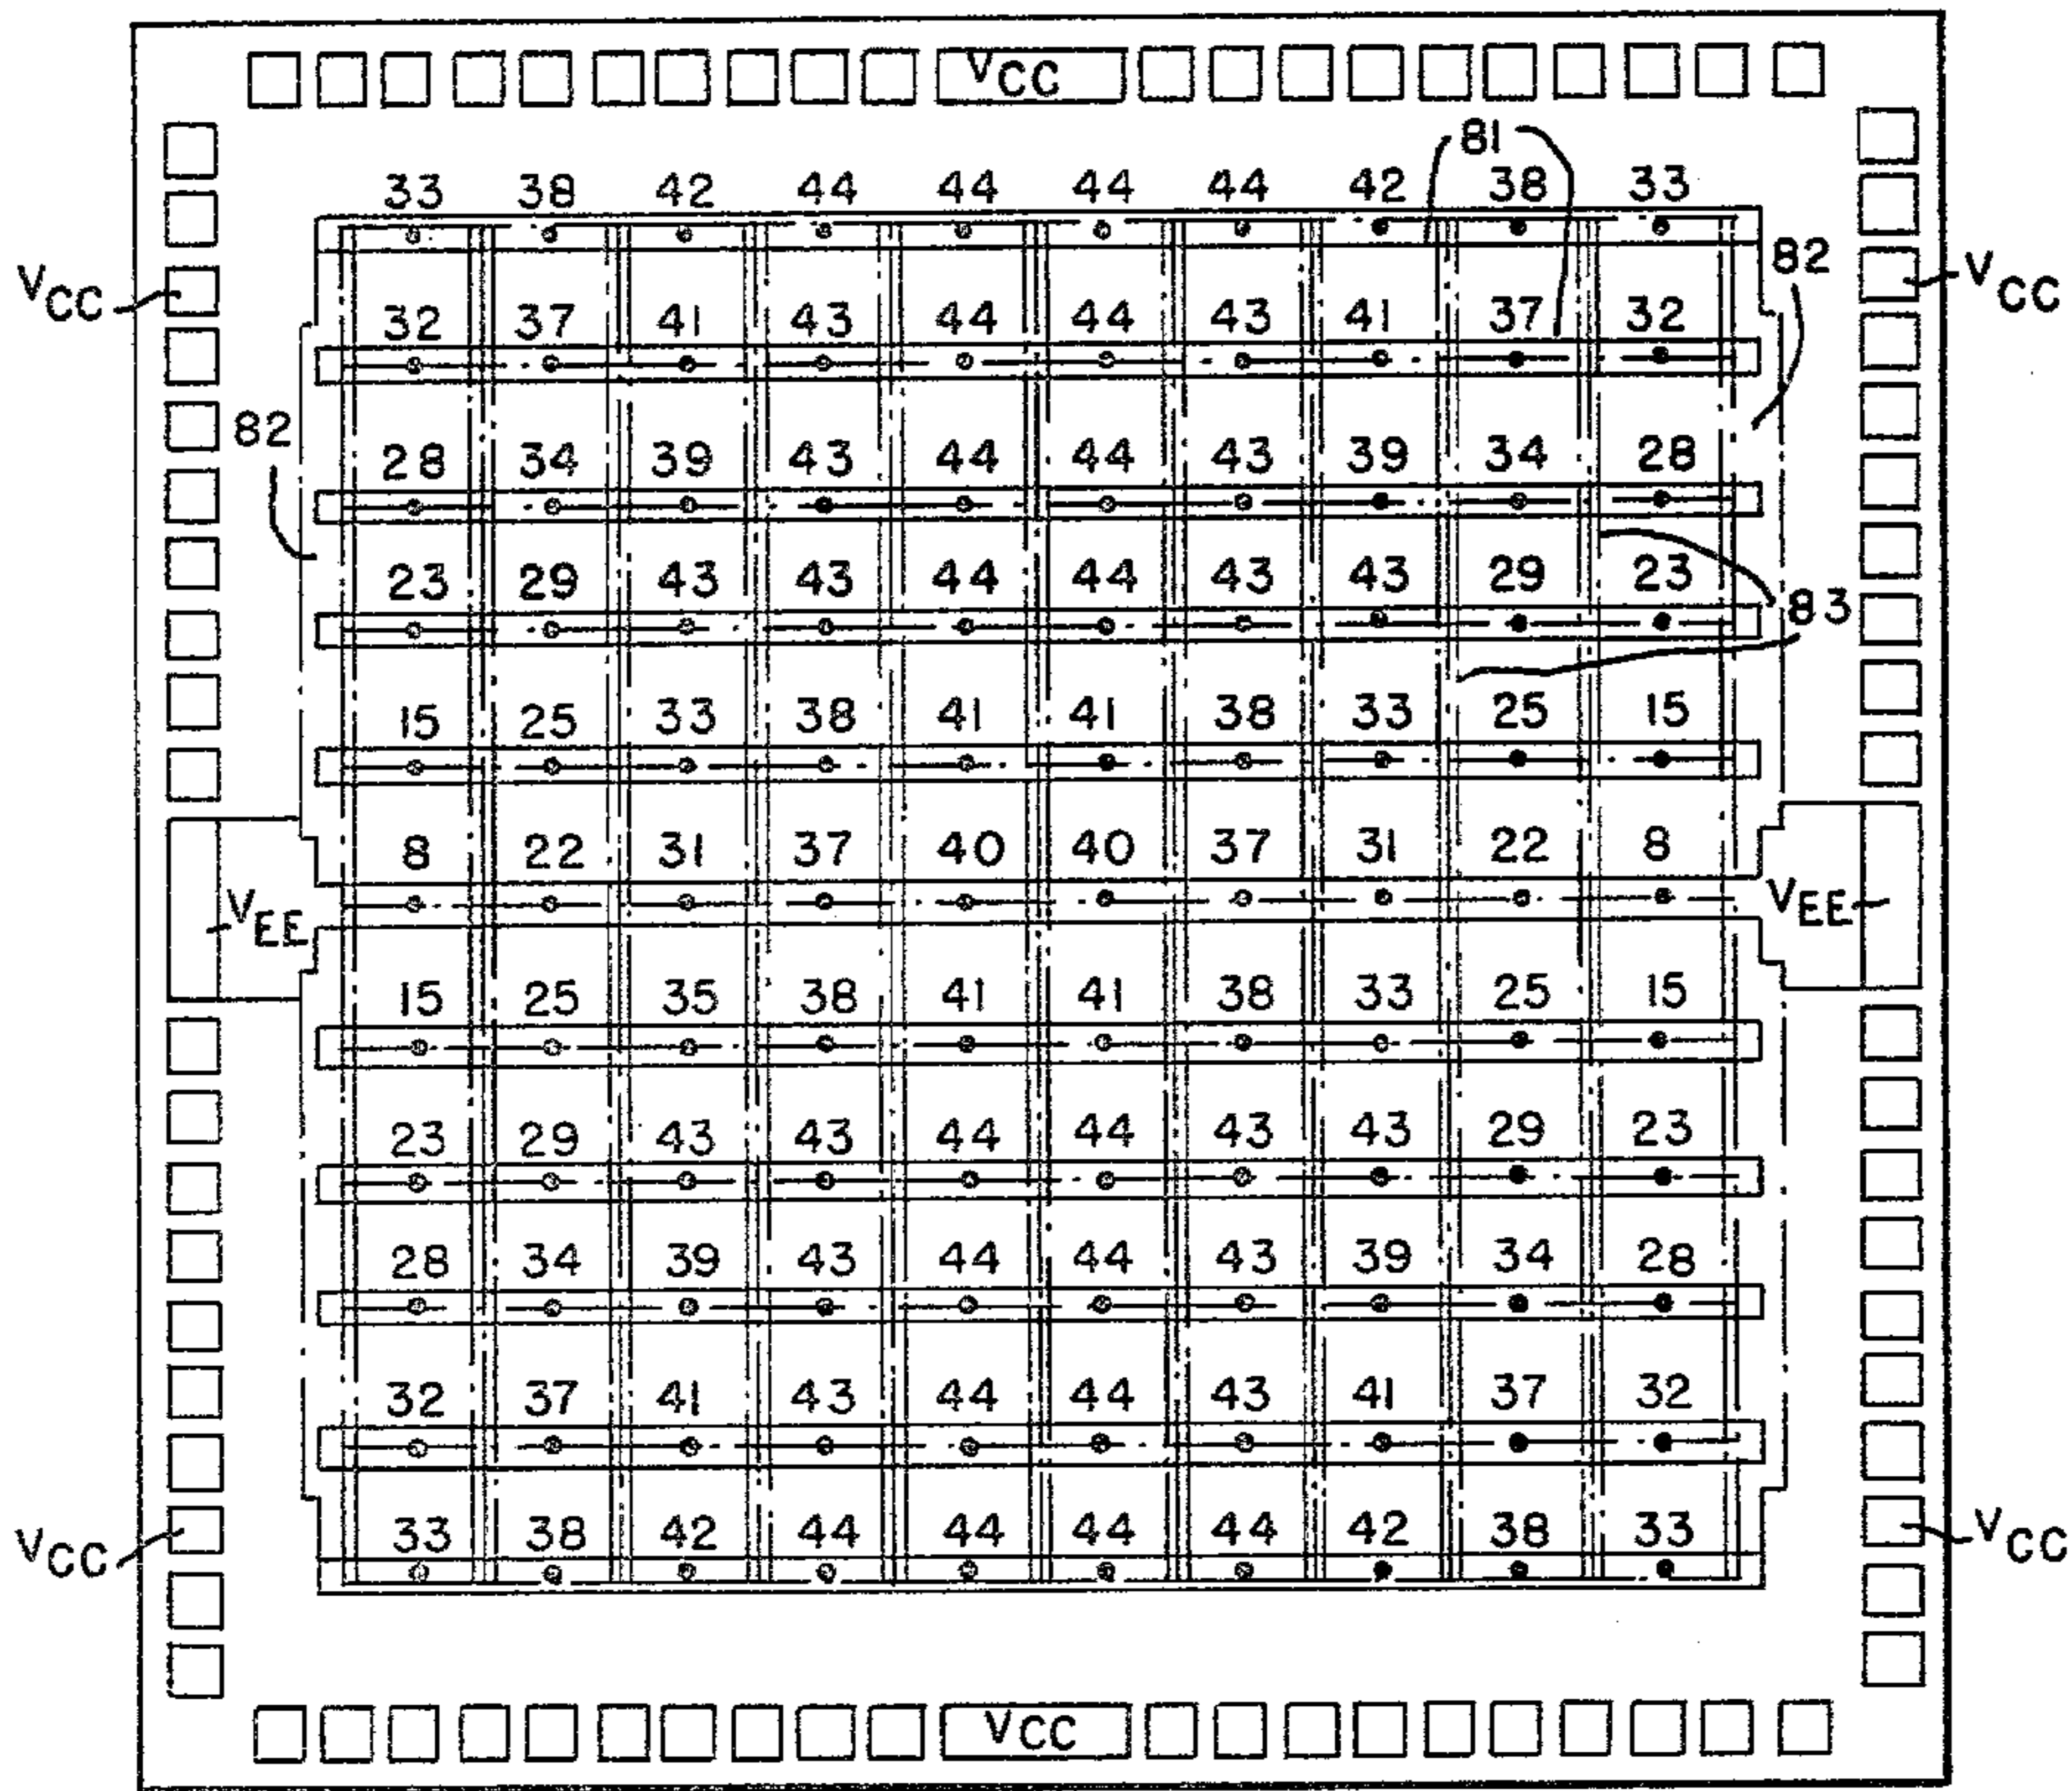 VCC
81
33 38 42 44 44 44 44 42 38 33
82
VCC VCC
32 37 41 43 44 44 43 41 37 32
82
28 34 39 43 44 44 43 39 34 28
23 29 43 43 44 44 43 43 29 23
83
15 25 33 38 41 41 38 33 25 15
8 22 31 37 40 40 37 31 22 8
VEE VEE
15 25 35 38 41 41 38 33 25 15
23 29 43 43 44 44 43 43 29 23
28 34 39 43 44 44 43 39 34 28
32 37 41 43 44 44 43 41 37 32
33 38 42 44 44 44 44 42 38 33
VCC VCC
VCC